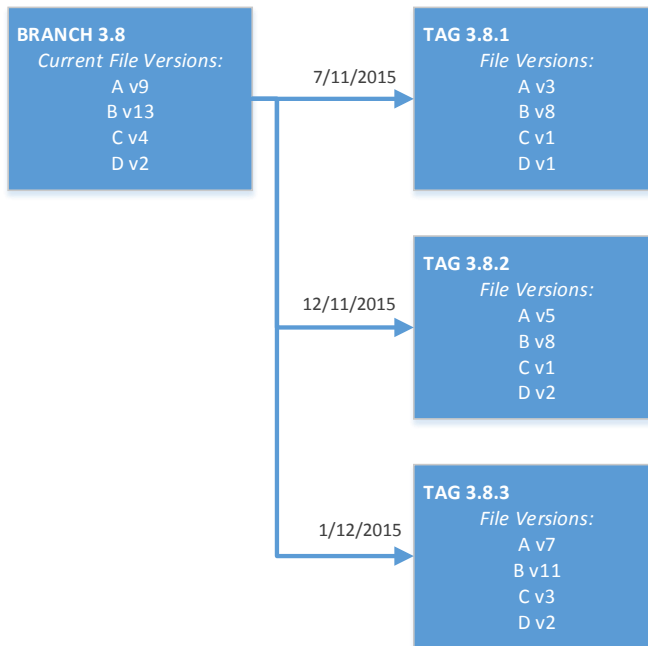 BRANCH 3.8
Current File Versions:
A v9
B v13
C v4
D v2
7/11/2015
TAG 3.8.1
File Versions:
A v3
B v8
C v1
D v1
12/11/2015
TAG 3.8.2
File Versions:
A v5
B v8
C v1
D v2
1/12/2015
TAG 3.8.3
File Versions:
A v7
B v11
C v3
D v2